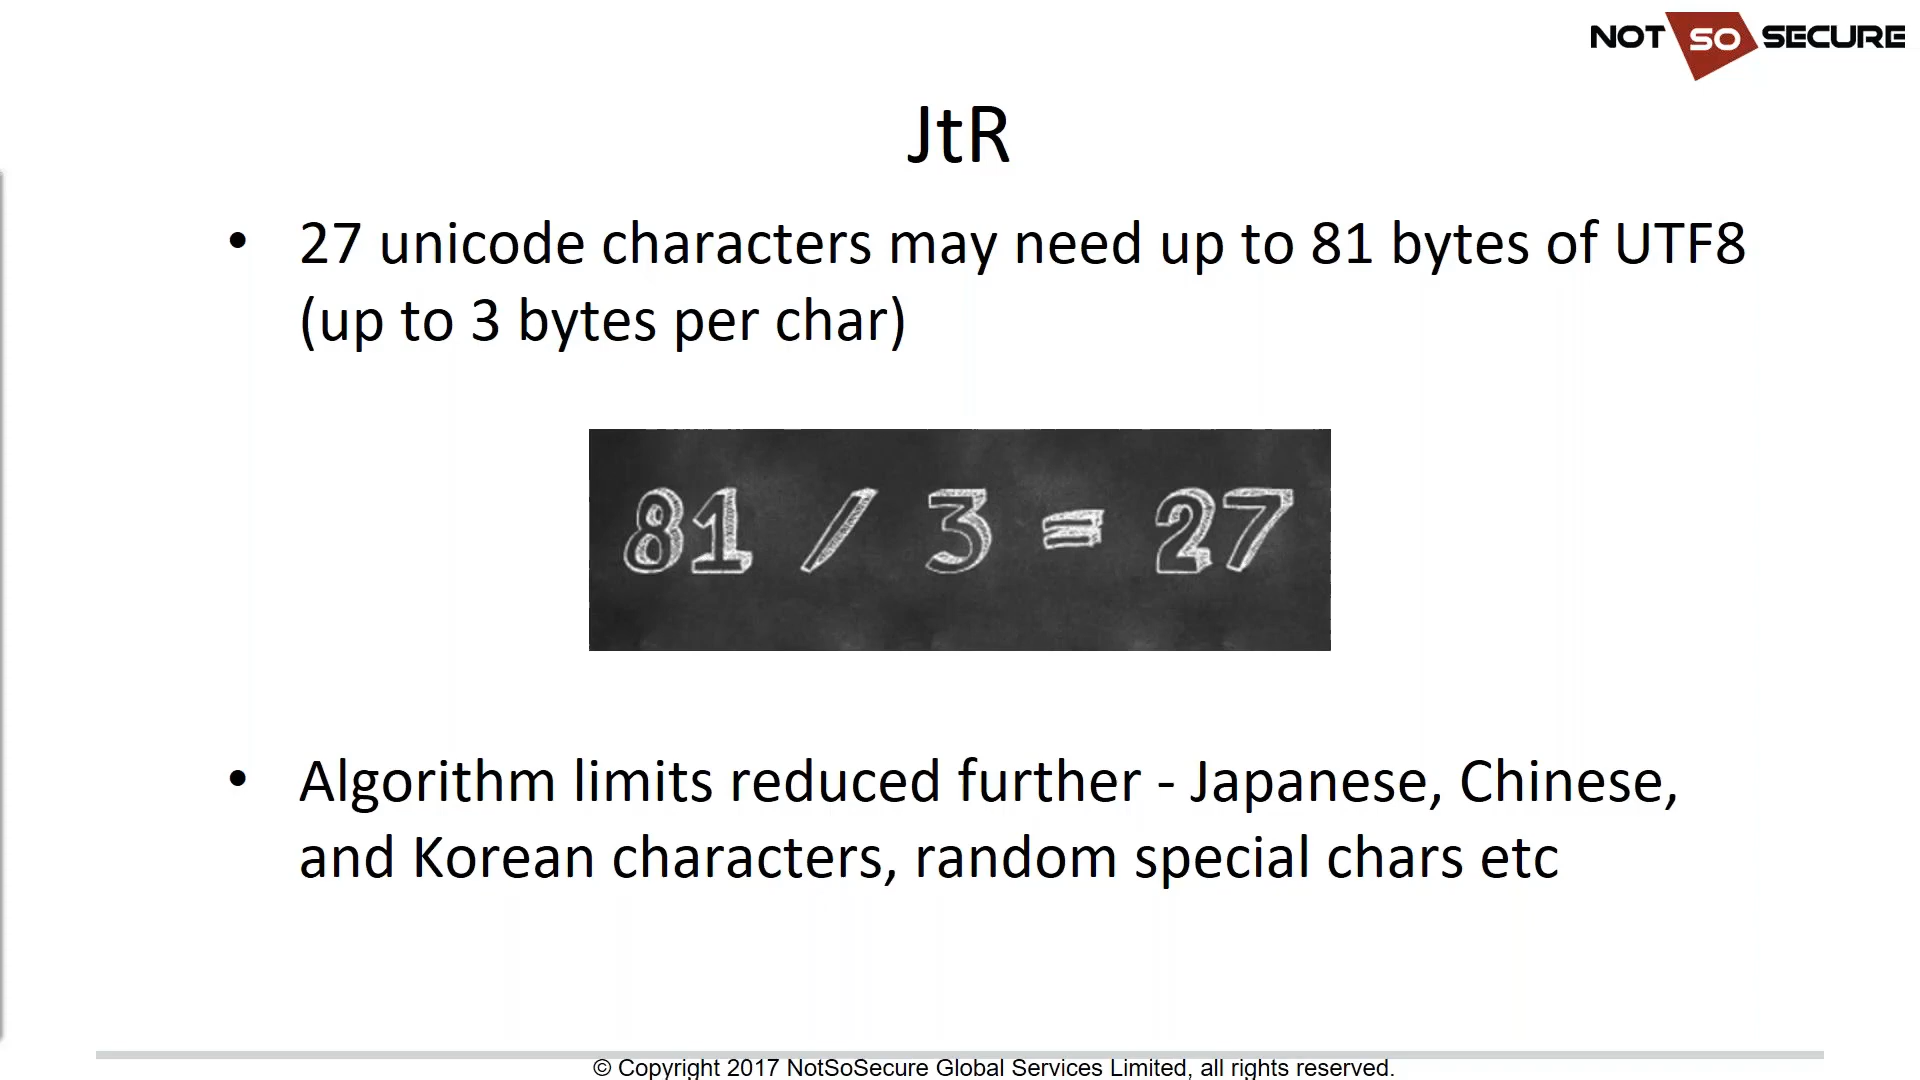 NOT SO SECURE
JtR
• 27 unicode characters may need up to 81 bytes of UTF8
(up to 3 bytes per char)
81 / 3 = 27
• Algorithm limits reduced further - Japanese, Chinese,
and Korean characters, random special chars etc
© Copyright 2017 NotSoSecure Global Services Limited, all rights reserved.